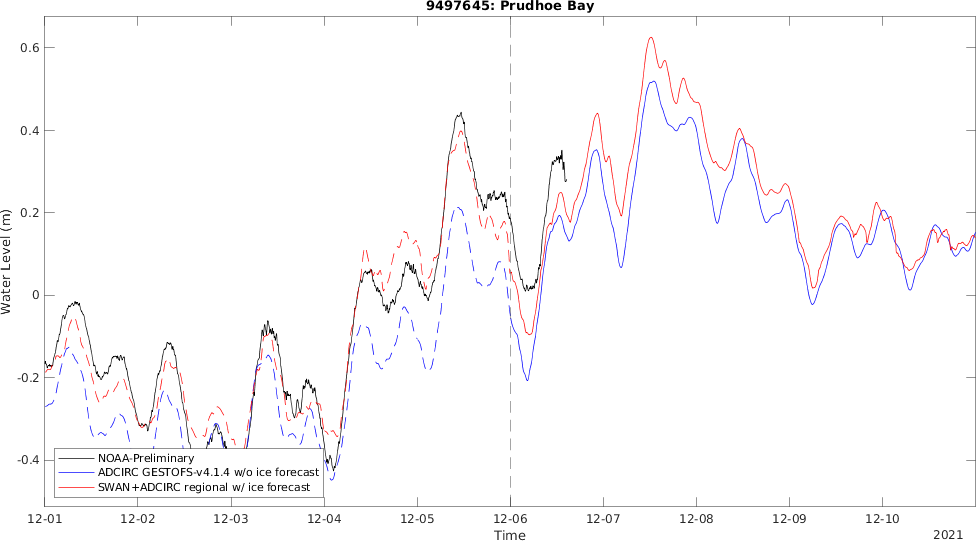 9497645: Prudhoe Bay
Water Level (m)
0.6
0.4
0.2
0
-0.2
-0.4
NOAA-Preliminary
ADCIRC GESTOFS-v4.1.4 w/o ice forecast
SWAN+ADCIRC regional w/ ice forecast
12-01 12-02 12-03 12-04 12-05 12-06 12-07 12-08 12-09 12-10
Time
2021